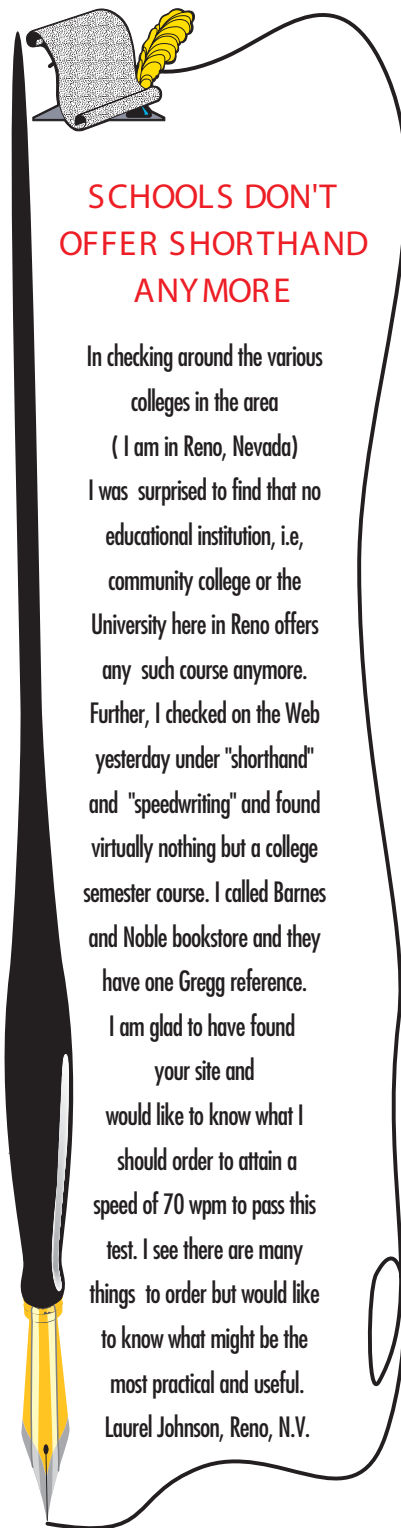 SCHOOLS DON'T
OFFER SHORTHAND
ANYMORE
In checking around the various
colleges in the area
( I am in Reno, Nevada)
I was surprised to find that no
educational institution, i.e,
community college or the
University here in Reno offers
any such course anymore.
Further, I checked on the Web
yesterday under "shorthand"
and "speedwriting" and found
virtually nothing but a college
semester course. I called Barnes
and Noble bookstore and they
have one Gregg reference.
I am glad to have found
your site and
would like to know what I
should order to attain a
speed of 70 wpm to pass this
test. I see there are many
things to order but would like
to know what might be the
most practical and useful.
Laurel Johnson, Reno, N.V.